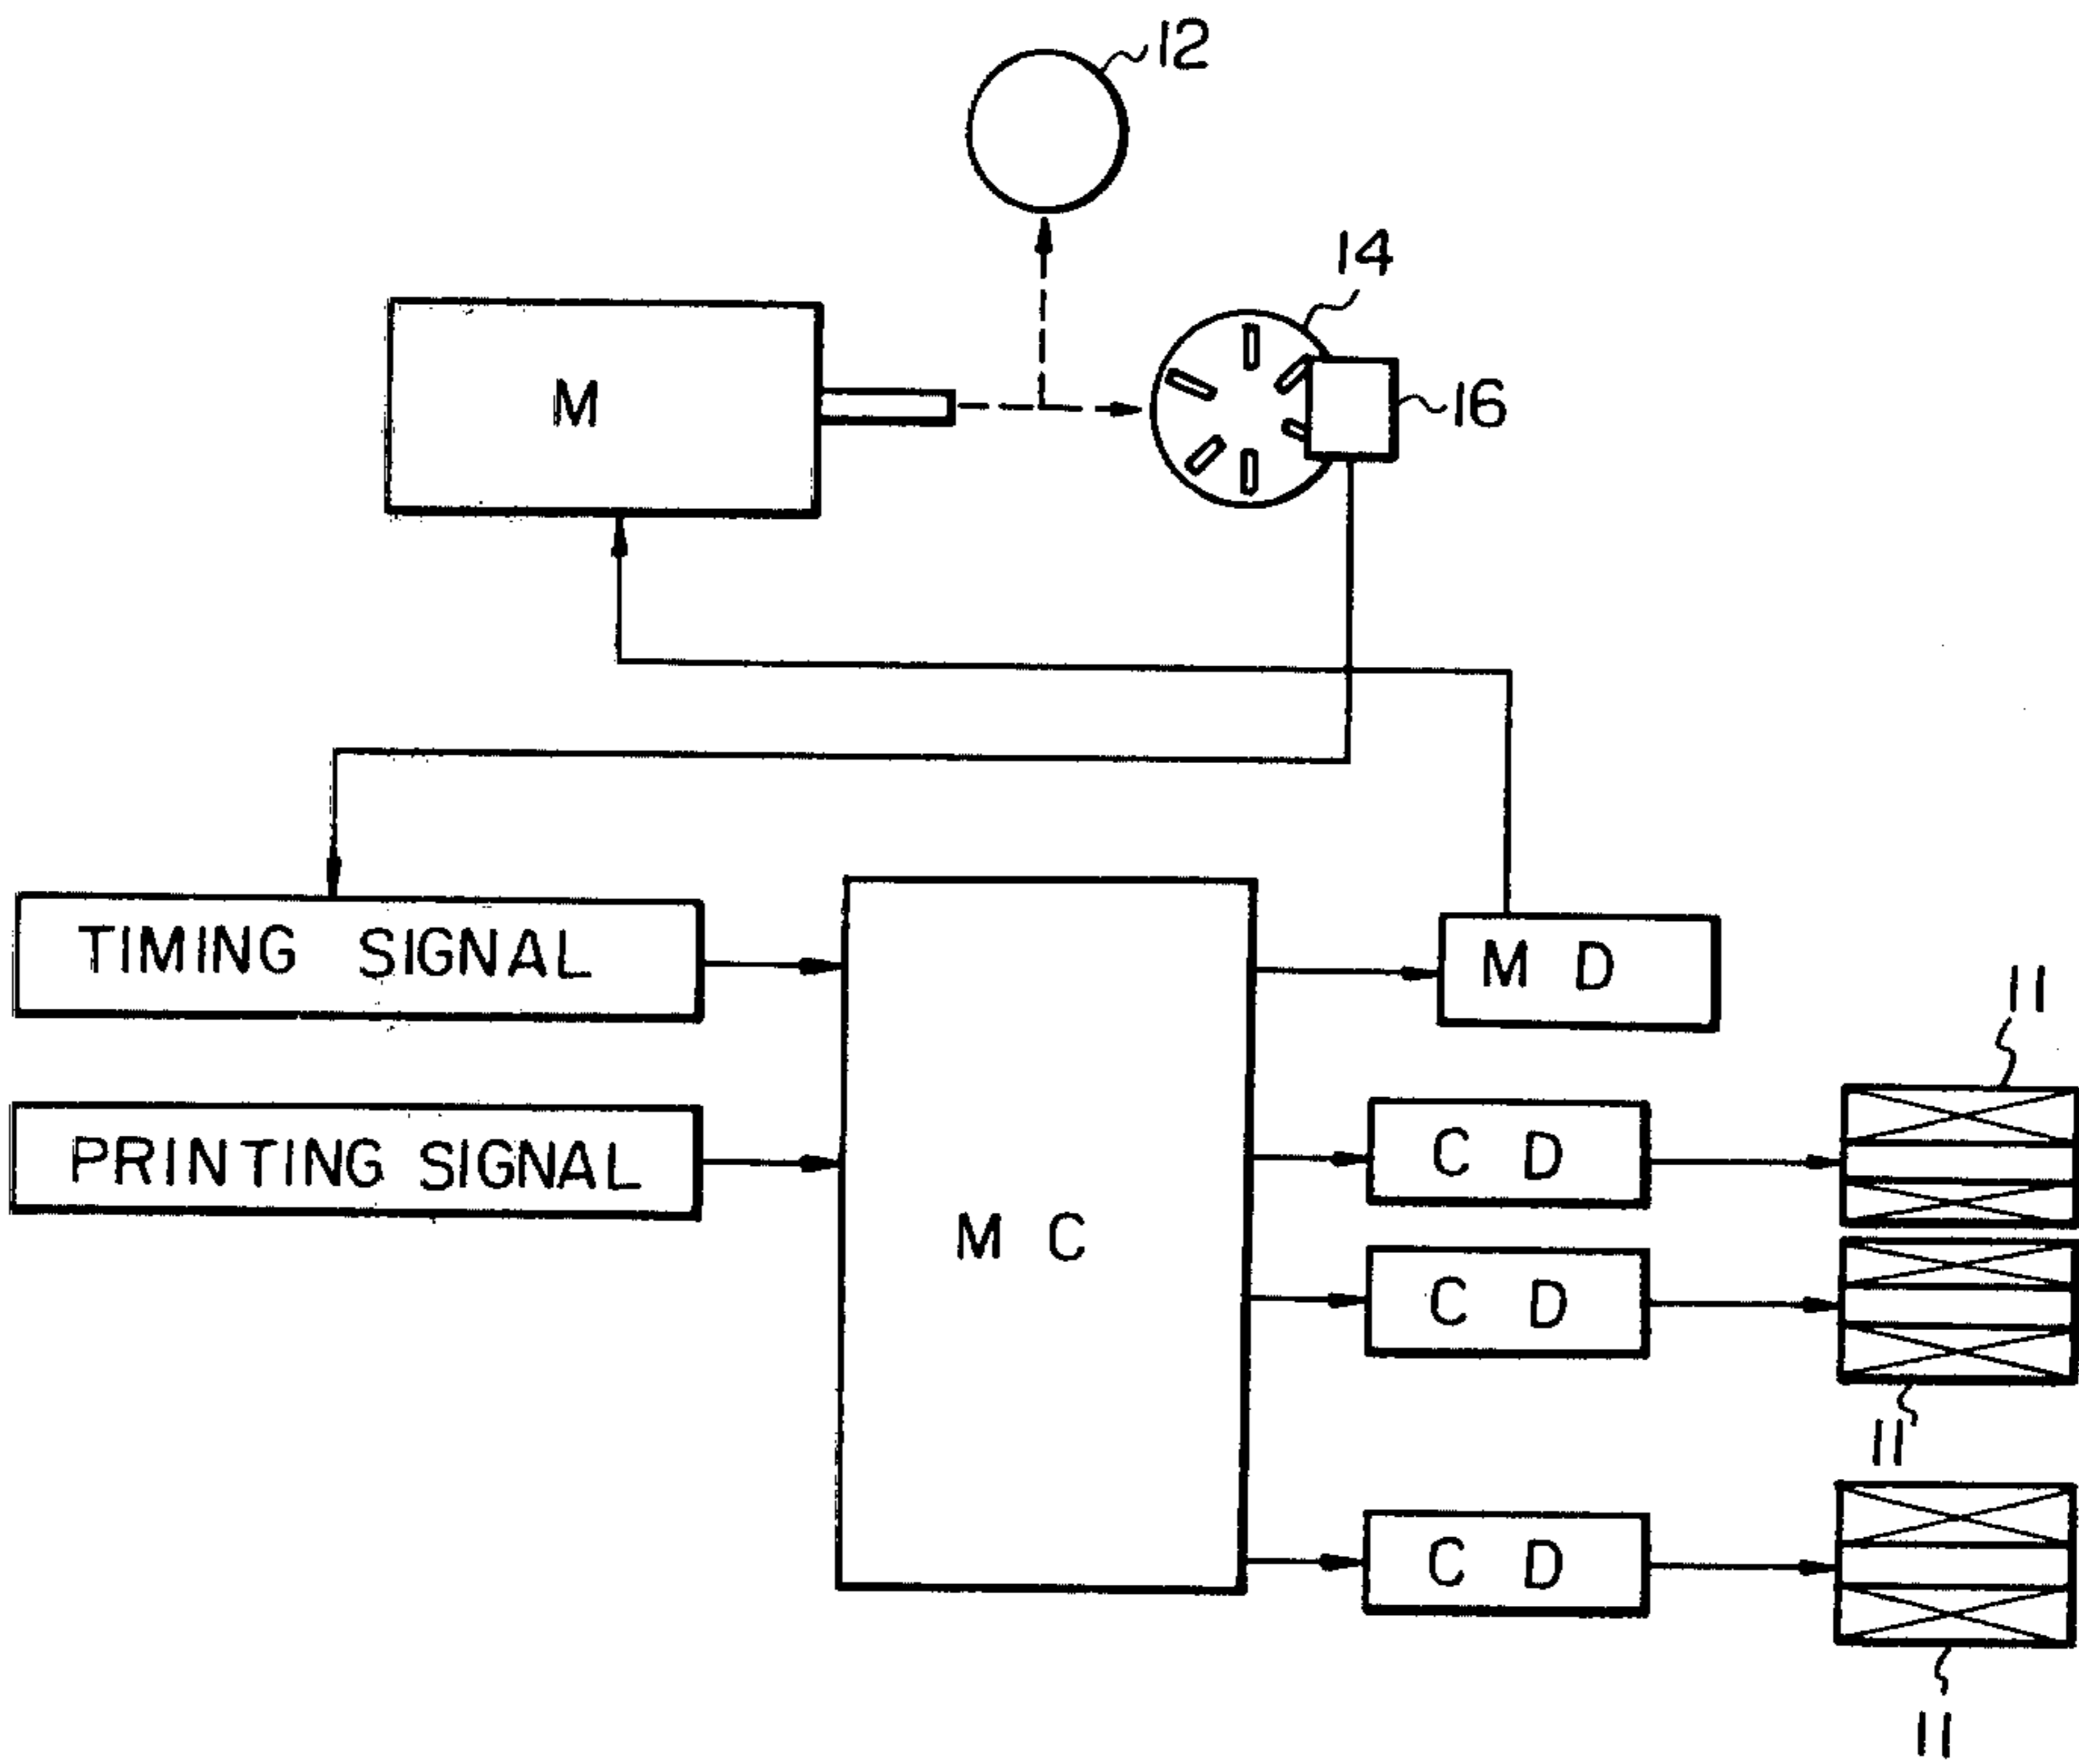 12
14
M
16
TIMING SIGNAL
M D
11
PRINTING SIGNAL
C D
M C
C D
11
C D
11